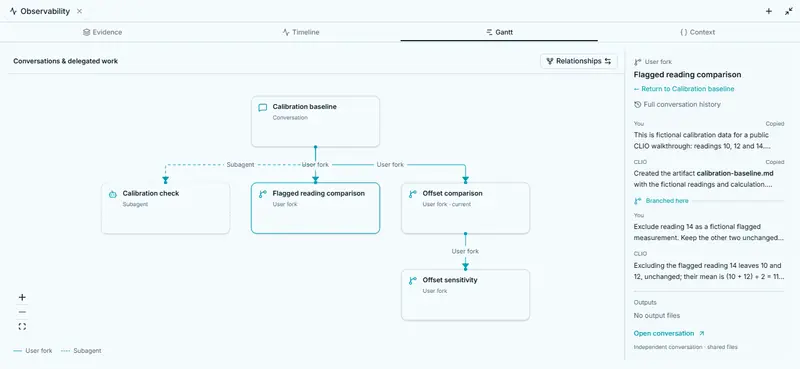 Observability
Evidence
Timeline
Gantt
Context
Conversations & delegated work
Relationships
Calibration baseline
Conversation
Subagent
User fork
User fork
Calibration check
Subagent
Flagged reading comparison
User fork
Offset comparison
User fork · current
User fork
Offset sensitivity
User fork
User fork
Subagent
User fork
Flagged reading comparison
← Return to Calibration baseline
Full conversation history
You Copied
This is fictional calibration data for a public
CLIO walkthrough: readings 10, 12 and 14....
CLIO Copied
Created the artifact calibration-baseline.md
with the fictional readings and calculation....
Branched here
You
Exclude 14 as a fictional flagged
measurement. Keep the other two unchanged...
CLIO
Excluding the flagged reading 14 leaves 10 and
12, unchanged; their mean is (10 + 12) ÷ 2 = 11...
Outputs
No output files
Open conversation ↗
Independent conversation · shared files